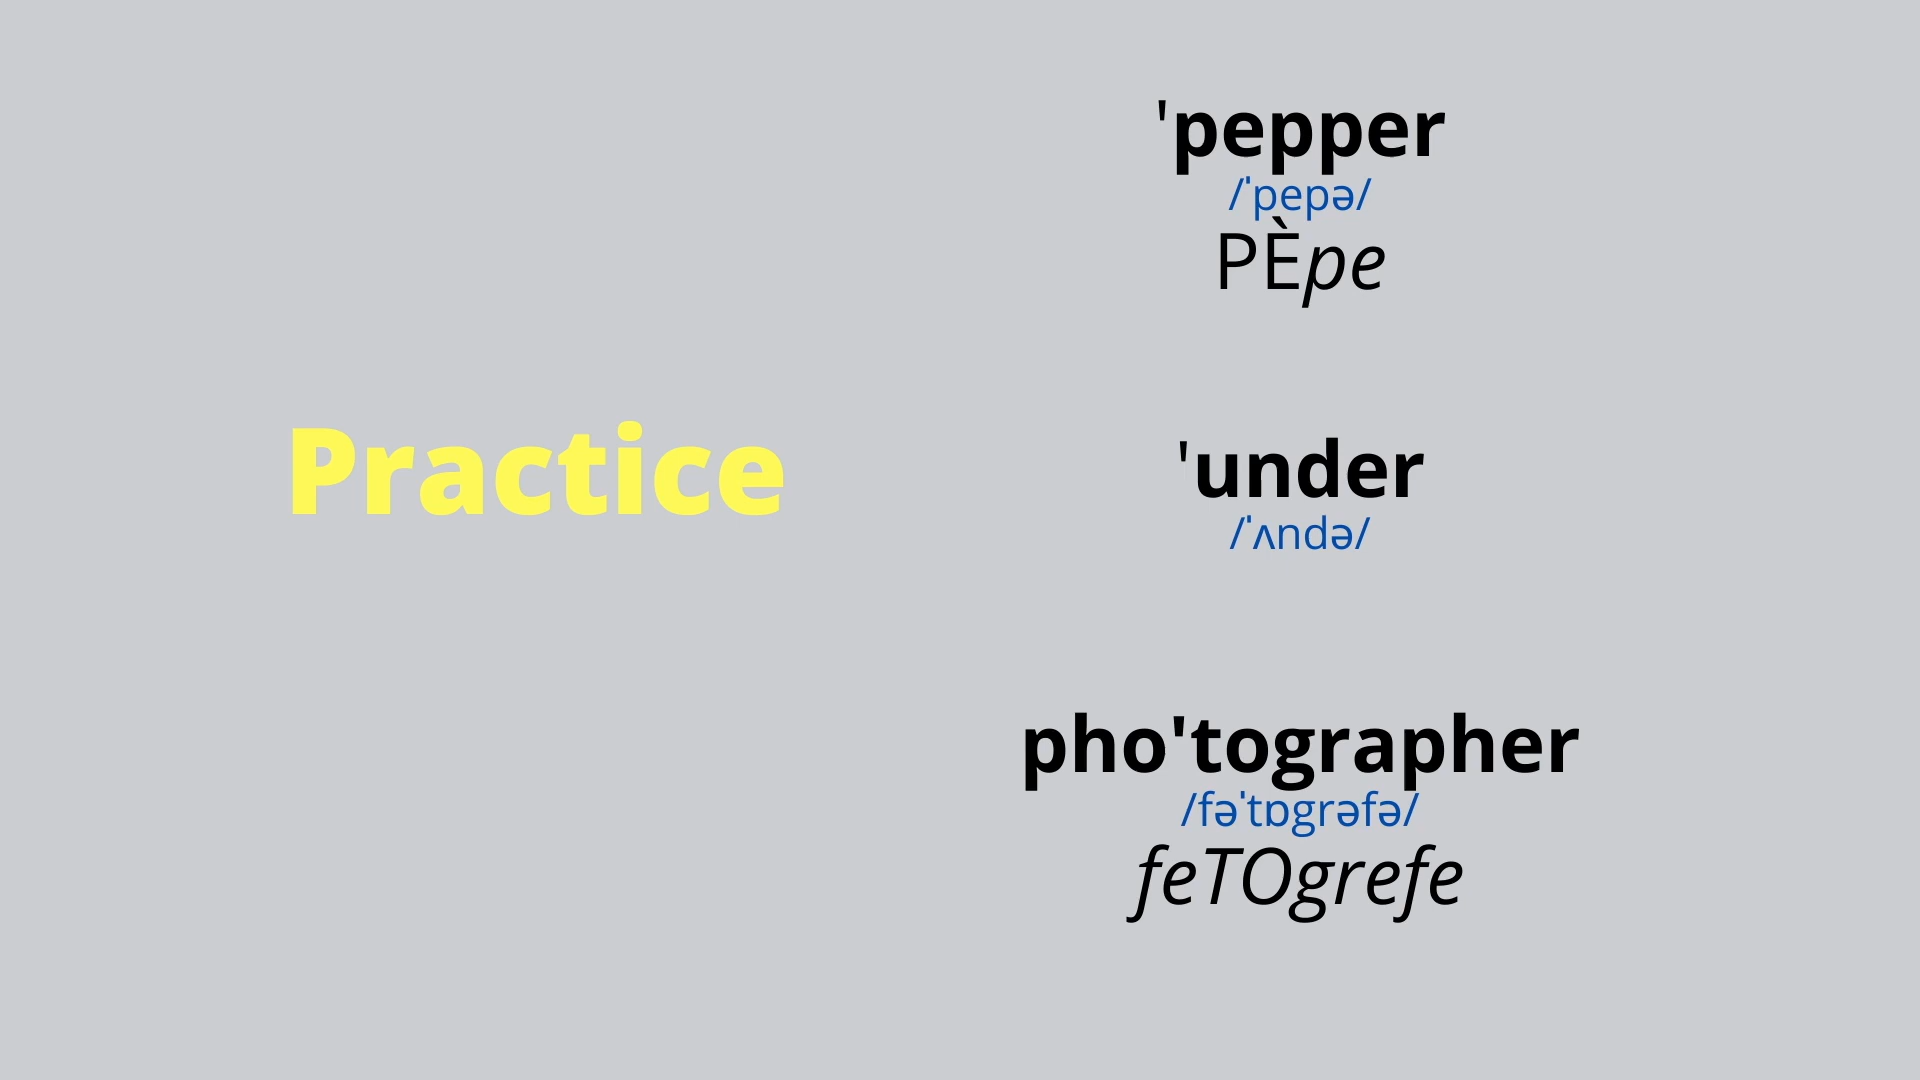 Practice
'pepper
/ˈpepə/
PÈpe
'under
/ˈʌndə/
pho'tographer
/fəˈtɒgrəfə/
feTOgrefe